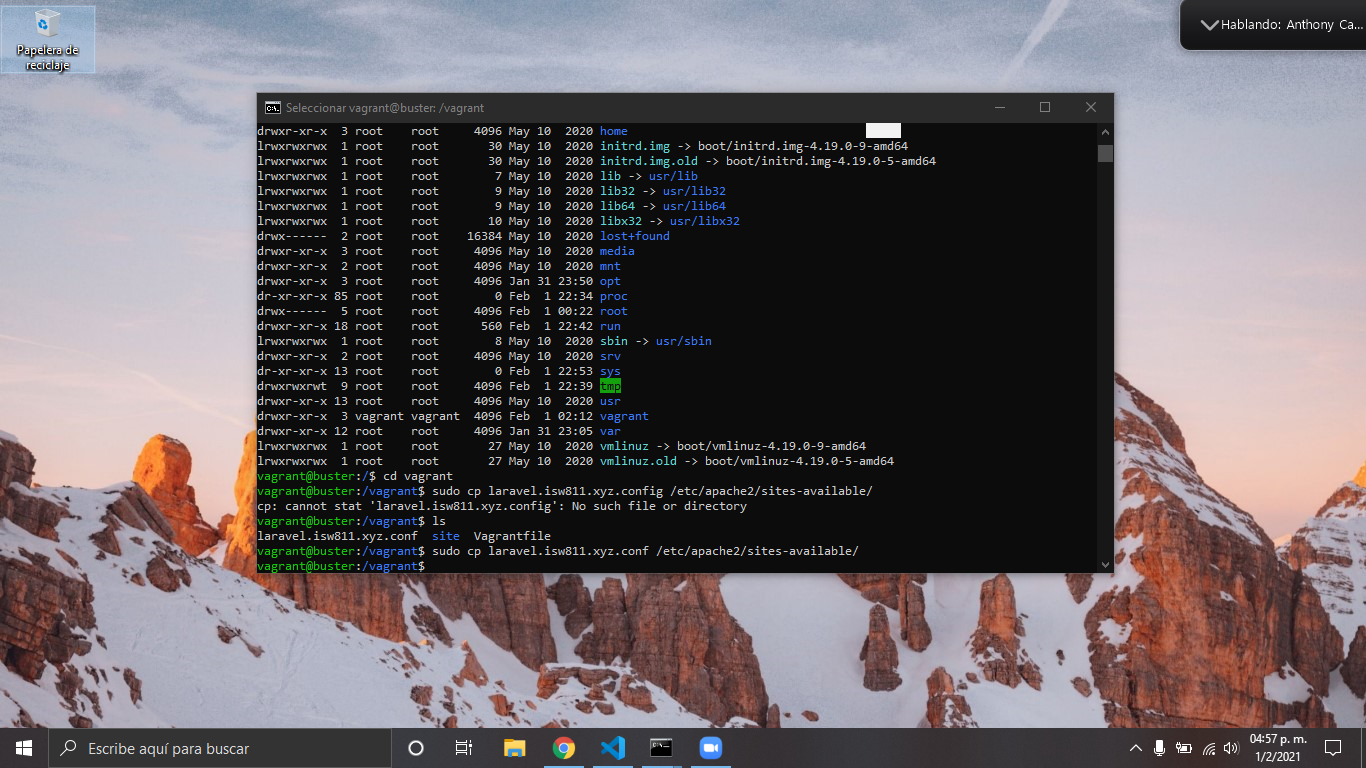 Papelera de
reciclaje
Hablando: Anthony Ca...
Seleccionar vagrant@buster: /vagrant
drwxr-xr-x  3 root    root     4096 May 10  2020 home
lrwxrwxrwx  1 root    root       30 May 10  2020 initrd.img -> boot/initrd.img-4.19.0-9-amd64
lrwxrwxrwx  1 root    root       30 May 10  2020 initrd.img.old -> boot/initrd.img-4.19.0-5-amd64
lrwxrwxrwx  1 root    root        7 May 10  2020 lib -> usr/lib
lrwxrwxrwx  1 root    root        9 May 10  2020 lib32 -> usr/lib32
lrwxrwxrwx  1 root    root        9 May 10  2020 lib64 -> usr/lib64
lrwxrwxrwx  1 root    root       10 May 10  2020 libx32 -> usr/libx32
drwx------  2 root    root    16384 May 10  2020 lost+found
drwxr-xr-x  3 root    root     4096 May 10  2020 media
drwxr-xr-x  2 root    root     4096 May 10  2020 mnt
drwxr-xr-x  3 root    root     4096 Jan 31 23:50 opt
dr-xr-xr-x 85 root    root        0 Feb  1 22:34 proc
drwx------  5 root    root     4096 Feb  1 00:22 root
drwxr-xr-x 18 root    root      560 Feb  1 22:42 run
lrwxrwxrwx  1 root    root        8 May 10  2020 sbin -> usr/sbin
drwxr-xr-x  2 root    root     4096 May 10  2020 srv
dr-xr-xr-x 13 root    root        0 Feb  1 22:53 sys
drwxrwxrwt  9 root    root     4096 Feb  1 22:39 tmp
drwxr-xr-x 13 root    root     4096 May 10  2020 usr
drwxr-xr-x  3 vagrant vagrant  4096 Feb  1 02:12 vagrant
drwxr-xr-x 12 root    root     4096 Jan 31 23:05 var
lrwxrwxrwx  1 root    root       27 May 10  2020 vmlinuz -> boot/vmlinuz-4.19.0-9-amd64
lrwxrwxrwx  1 root    root       27 May 10  2020 vmlinuz.old -> boot/vmlinuz-4.19.0-5-amd64
vagrant@buster:/$ cd vagrant
vagrant@buster:/vagrant$ sudo cp laravel.isw811.xyz.config /etc/apache2/sites-available/
cp: cannot stat 'laravel.isw811.xyz.config': No such file or directory
vagrant@buster:/vagrant$ ls
laravel.isw811.xyz.conf  site  Vagrantfile
vagrant@buster:/vagrant$ sudo cp laravel.isw811.xyz.conf /etc/apache2/sites-available/
vagrant@buster:/vagrant$
Escribe aquí para buscar
04:57 p. m.
1/2/2021